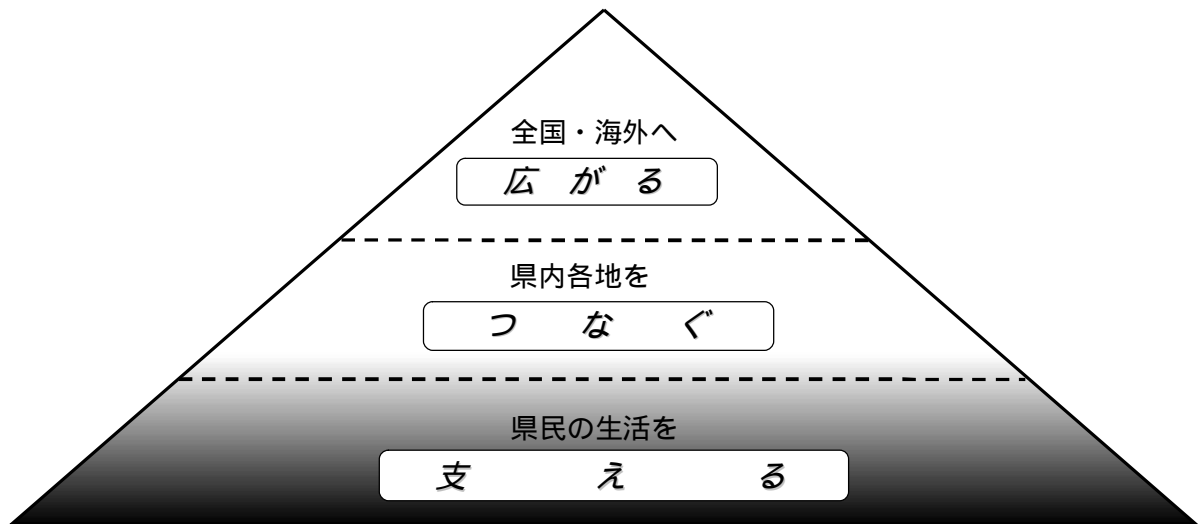 全国・海外へ
広がる
県内各地を
つなぐ
県民の生活を
支える